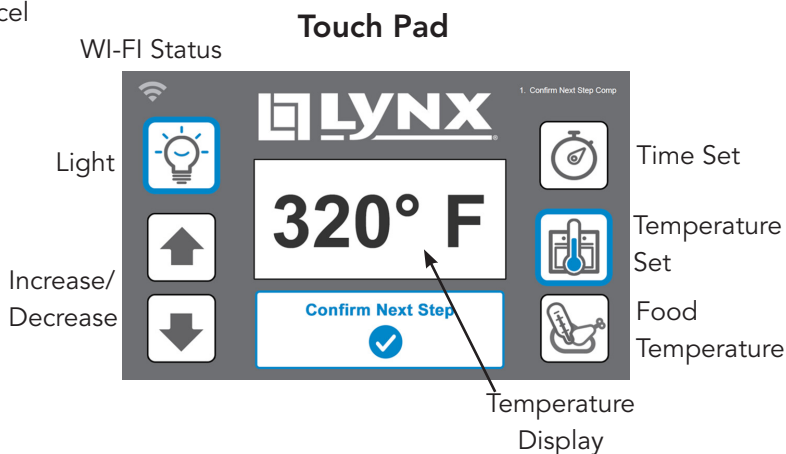 cel
Touch Pad
WI-FI Status
LYNX
1. Confirm Next Step Comp
Light
Time Set
320° F
Temperature
Set
Increase/
Decrease
Confirm Next Step
Food
Temperature
Temperature
Display